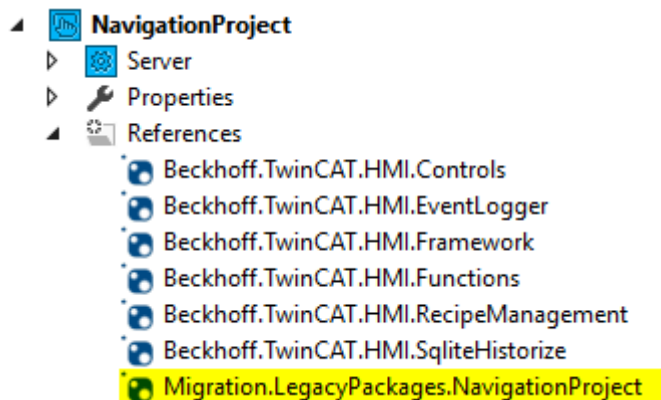 NavigationProject
Server
Properties
References
Beckhoff.TwinCAT.HMI.Controls
Beckhoff.TwinCAT.HMI.EventLogger
Beckhoff.TwinCAT.HMI.Framework
Beckhoff.TwinCAT.HMI.Functions
Beckhoff.TwinCAT.HMI.RecipeManagement
Beckhoff.TwinCAT.HMI.SqliteHistorize
Migration.LegacyPackages.NavigationProject